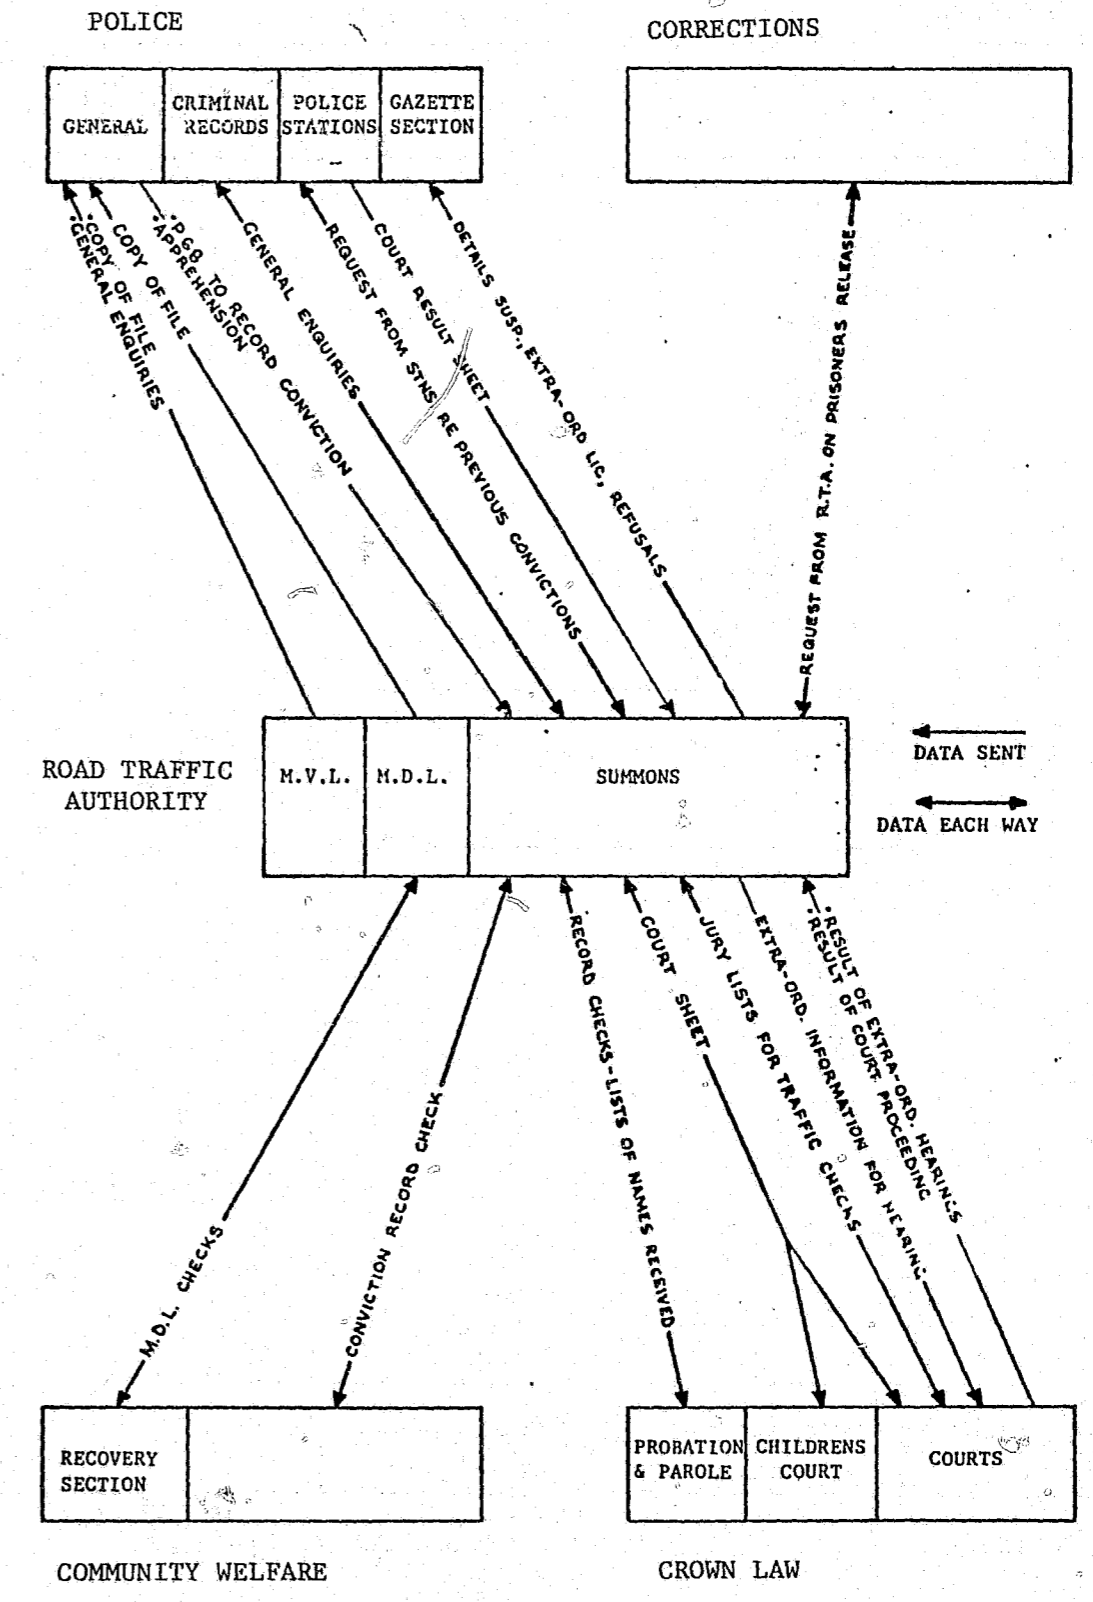 POLICE
CORRECTIONS
GENERAL
CRIMINAL
RECORDS
POLICE
STATIONS
GAZETTE
SECTION
•GENERAL ENQUIRIES
•COPY OF FILE
COPY OF FILE
•P68 TO RECORD CONVICTION
•APPREHENSION
GENERAL ENQUIRIES
REQUEST FROM STNS RE PREVIOUS CONVICTIONS
COURT RESULT SHEET
DETAILS SUSP., EXTRA-ORD LIC, REFUSALS
REQUEST FROM R.T.A. ON PRISONERS RELEASE
ROAD TRAFFIC
AUTHORITY
M.V.L.
M.D.L.
SUMMONS
DATA SENT
DATA EACH WAY
M.D.L. CHECKS
CONVICTION RECORD CHECK
RECORD CHECKS-LISTS OF NAMES RECEIVED
COURT SHEET
JURY LISTS FOR TRAFFIC CHECKS
EXTRA-ORD. INFORMATION FOR HEARING
•RESULT OF EXTRA-ORD. HEARINGS
•RESULT OF COURT PROCEEDING
RECOVERY
SECTION
PROBATION
& PAROLE
CHILDRENS
COURT
COURTS
COMMUNITY WELFARE
CROWN LAW